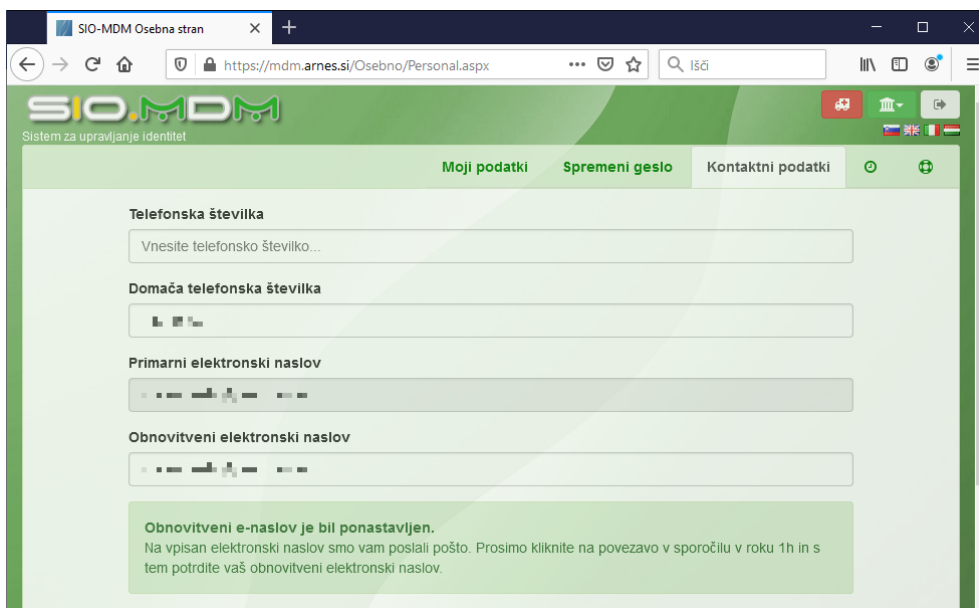 SIO-MDM Osebna stran
https://mdm.arnes.si/Osebno/Personal.aspx
Išči
SIO.MDM
Sistem za upravljanje identitet
Moji podatki
Spremeni geslo
Kontaktni podatki
Telefonska številka
Vnesite telefonsko številko...
Domača telefonska številka
Primarni elektronski naslov
Obnovitveni elektronski naslov
Obnovitveni e-naslov je bil ponastavljen.
Na vpisan elektronski naslov smo vam poslali pošto. Prosimo kliknite na povezavo v sporočilu v roku 1h in s
tem potrdite vaš obnovitveni elektronski naslov.